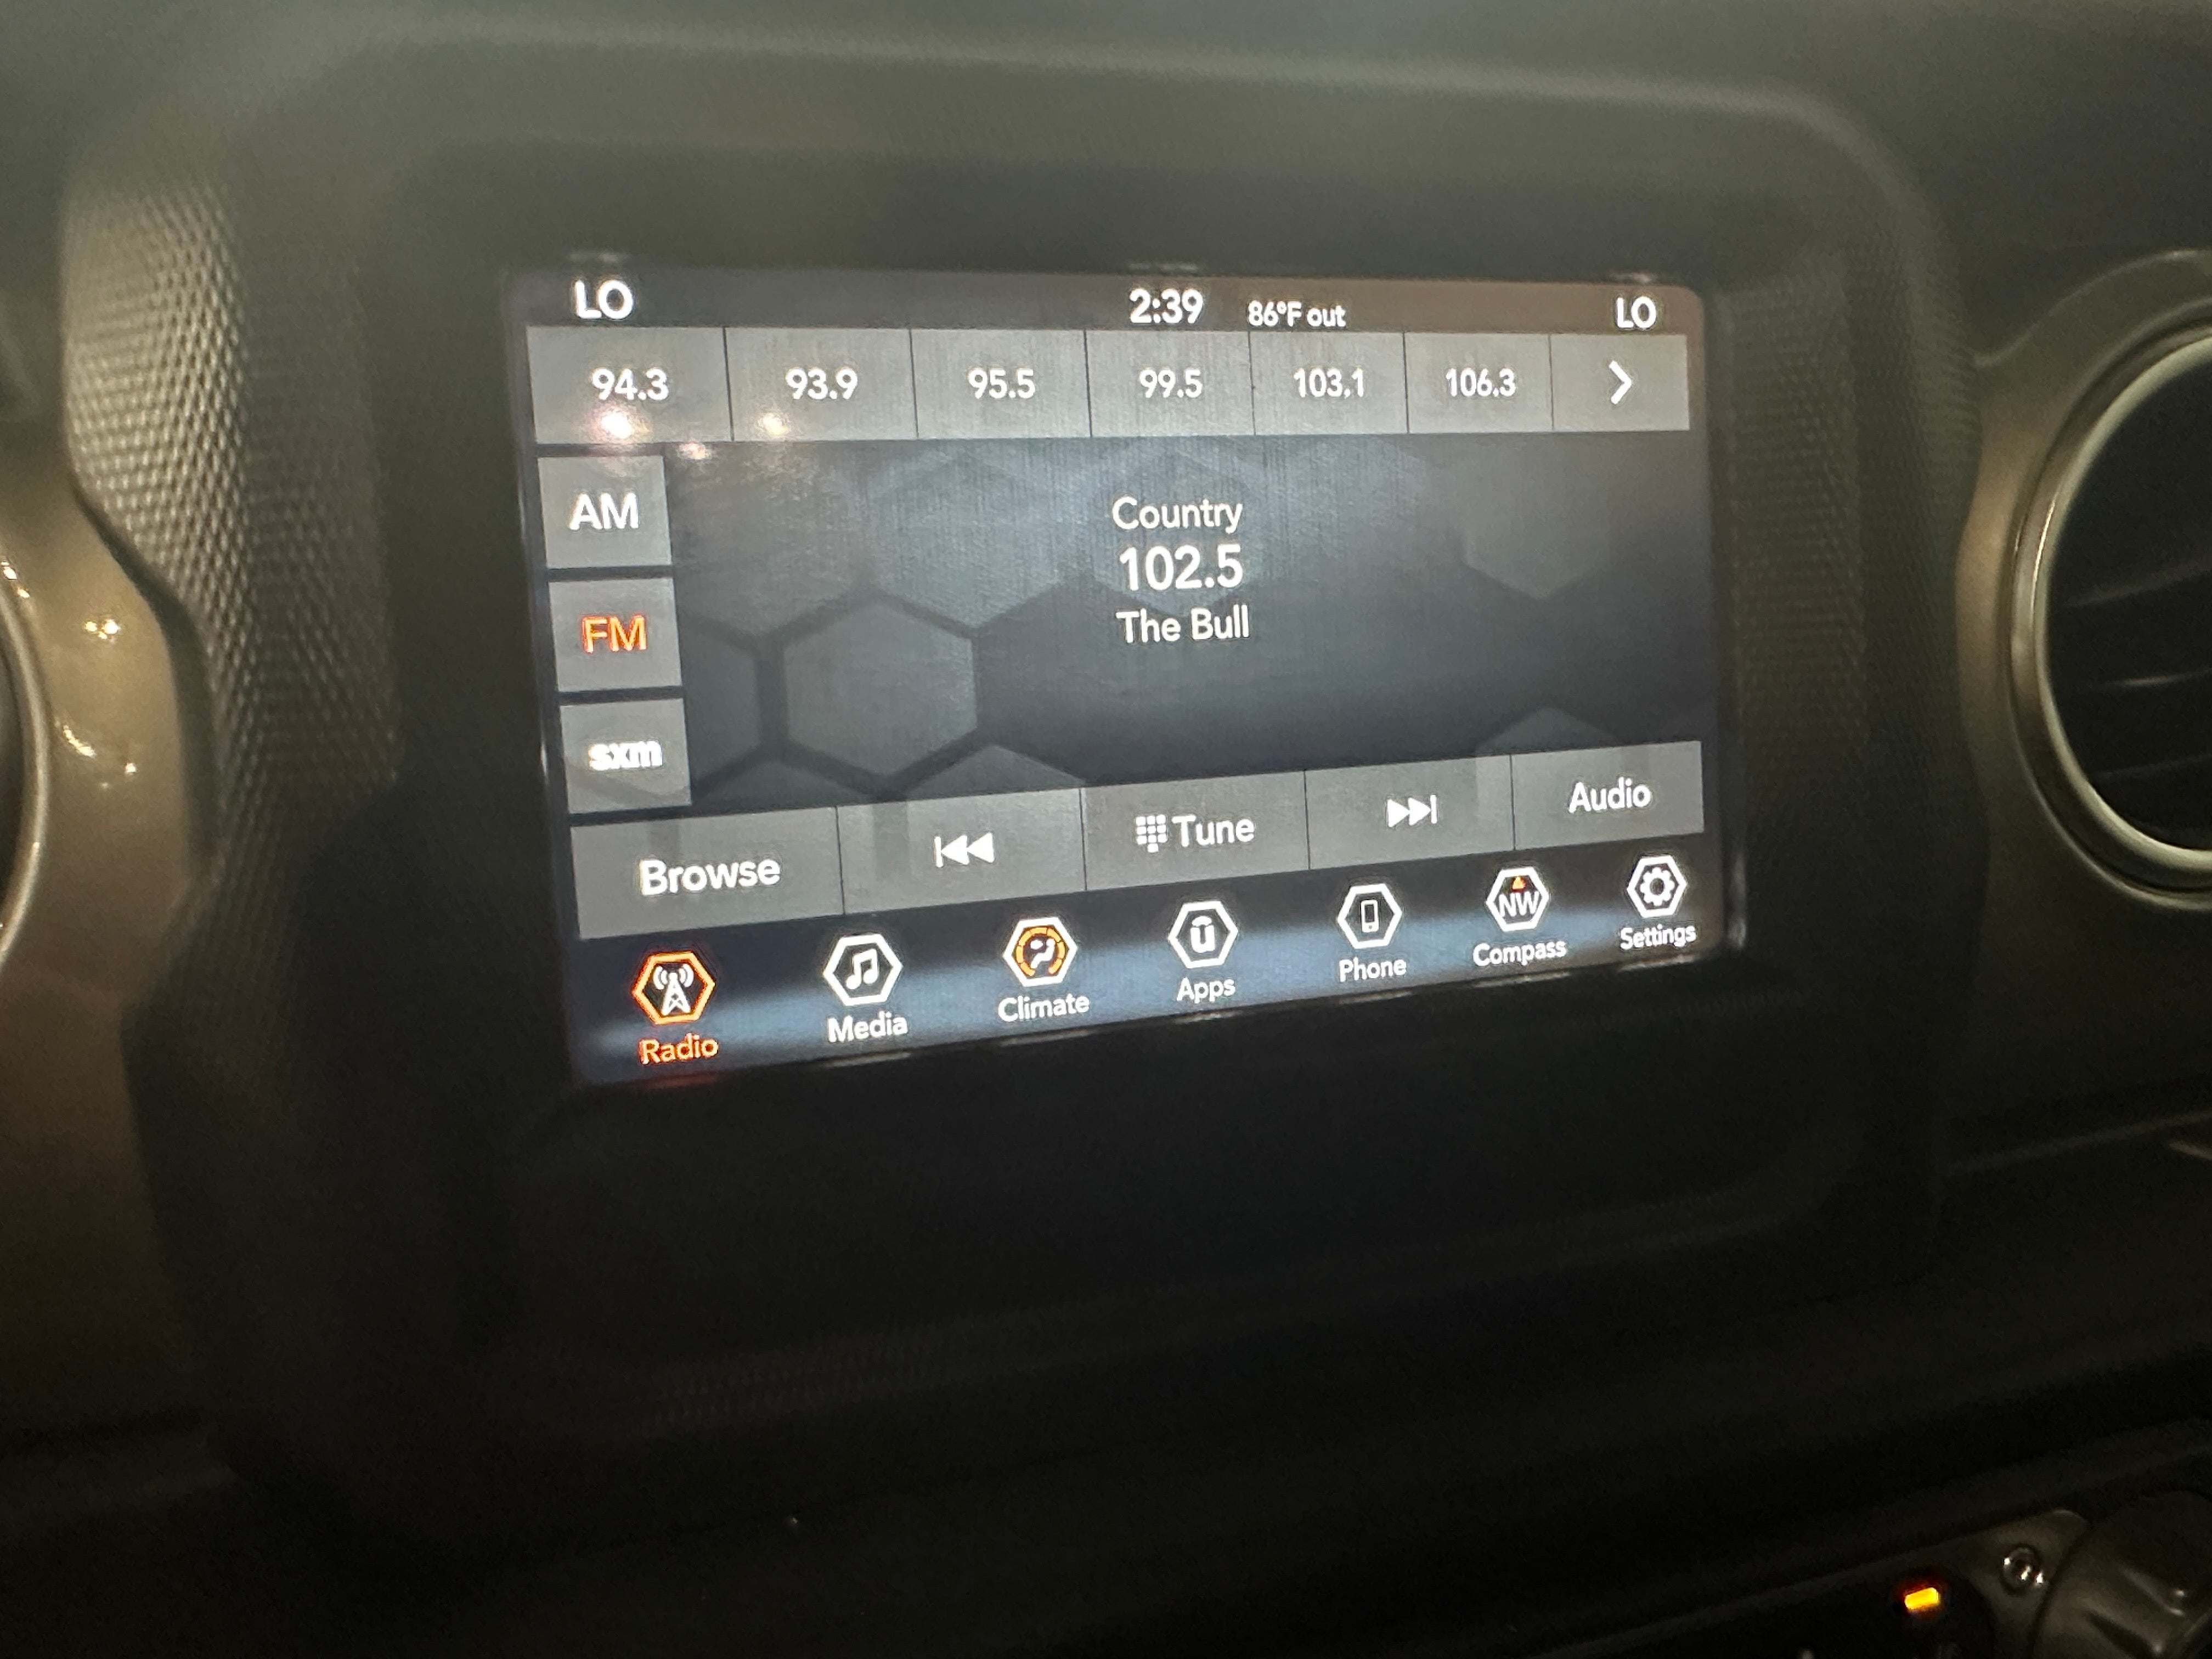 LO 2:39 86°F out LO
94.3 93.9 95.5 99.5 103.1 106.3
AM
Country
102.5
FM
The Bull
sxm
Browse Tune Audio
NW
Radio Media Climate Apps Phone Compass Settings